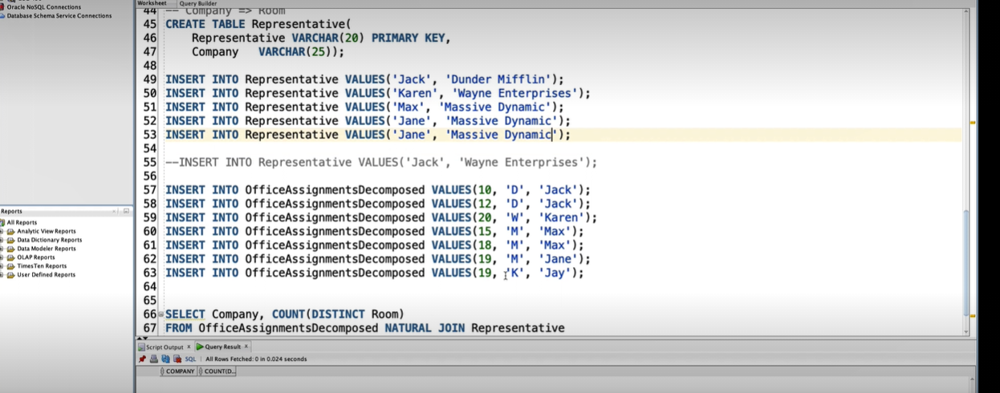 Oracle NoSQL Connections
Database Schema Service Connections
Worksheet Query Builder
44 -- Company => Room
45 CREATE TABLE Representative(
46 Representative VARCHAR(20) PRIMARY KEY,
47 Company VARCHAR(25));
48
49 INSERT INTO Representative VALUES('Jack', 'Dunder Mifflin');
50 INSERT INTO Representative VALUES('Karen', 'Wayne Enterprises');
51 INSERT INTO Representative VALUES('Max', 'Massive Dynamic');
52 INSERT INTO Representative VALUES('Jane', 'Massive Dynamic');
53 INSERT INTO Representative VALUES('Jane', 'Massive Dynamic');
54
55 --INSERT INTO Representative VALUES('Jack', 'Wayne Enterprises');
56
57 INSERT INTO OfficeAssignmentsDecomposed VALUES(10, 'D', 'Jack');
58 INSERT INTO OfficeAssignmentsDecomposed VALUES(12, 'D', 'Jack');
59 INSERT INTO OfficeAssignmentsDecomposed VALUES(20, 'W', 'Karen');
60 INSERT INTO OfficeAssignmentsDecomposed VALUES(15, 'M', 'Max');
61 INSERT INTO OfficeAssignmentsDecomposed VALUES(18, 'M', 'Max');
62 INSERT INTO OfficeAssignmentsDecomposed VALUES(19, 'M', 'Jane');
63 INSERT INTO OfficeAssignmentsDecomposed VALUES(19, 'K', 'Jay');
64
65
66 SELECT Company, COUNT(DISTINCT Room)
67 FROM OfficeAssignmentsDecomposed NATURAL JOIN Representative
Reports
All Reports
Analytic View Reports
Data Dictionary Reports
Data Modeler Reports
OLAP Reports
TimesTen Reports
User Defined Reports
Script Output x Query Result x
SQL | All Rows Fetched: 0 in 0.024 seconds
COMPANY COUNT(D...